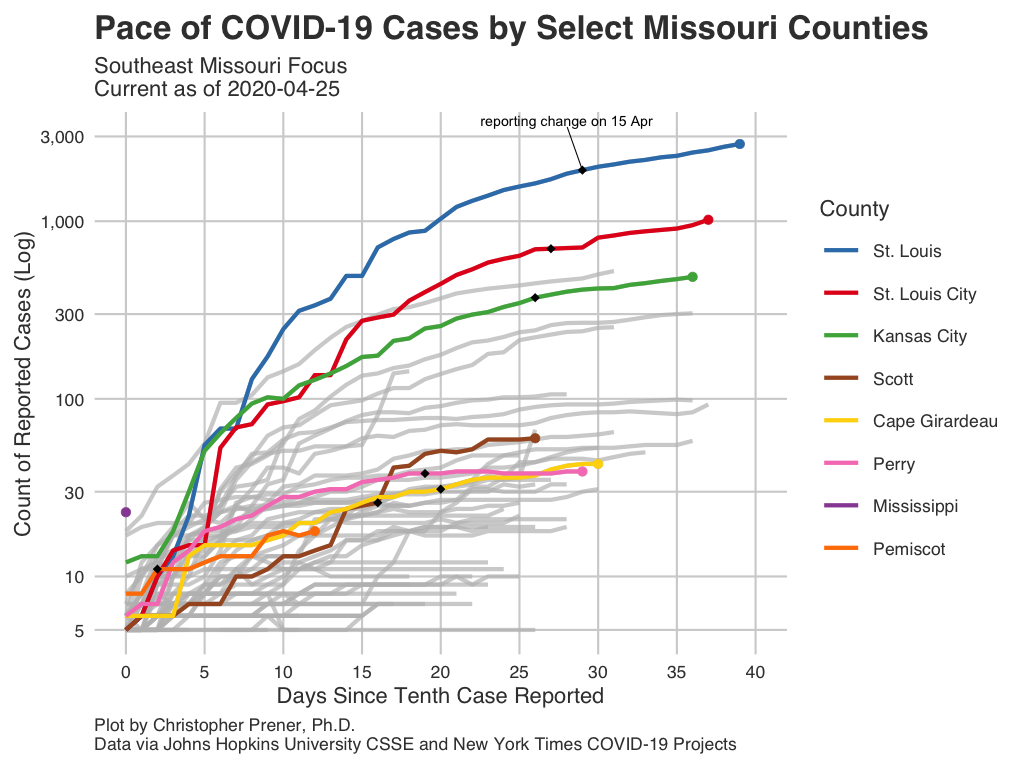 Pace of COVID-19 Cases by Select Missouri Counties
Southeast Missouri Focus
Current as of 2020-04-25
reporting change on 15 Apr
3,000
1,000
300
100
30
10
5
Count of Reported Cases (Log)
0 5 10 15 20 25 30 35 40
Days Since Tenth Case Reported
County
St. Louis
St. Louis City
Kansas City
Scott
Cape Girardeau
Perry
Mississippi
Pemiscot
Plot by Christopher Prener, Ph.D.
Data via Johns Hopkins University CSSE and New York Times COVID-19 Projects